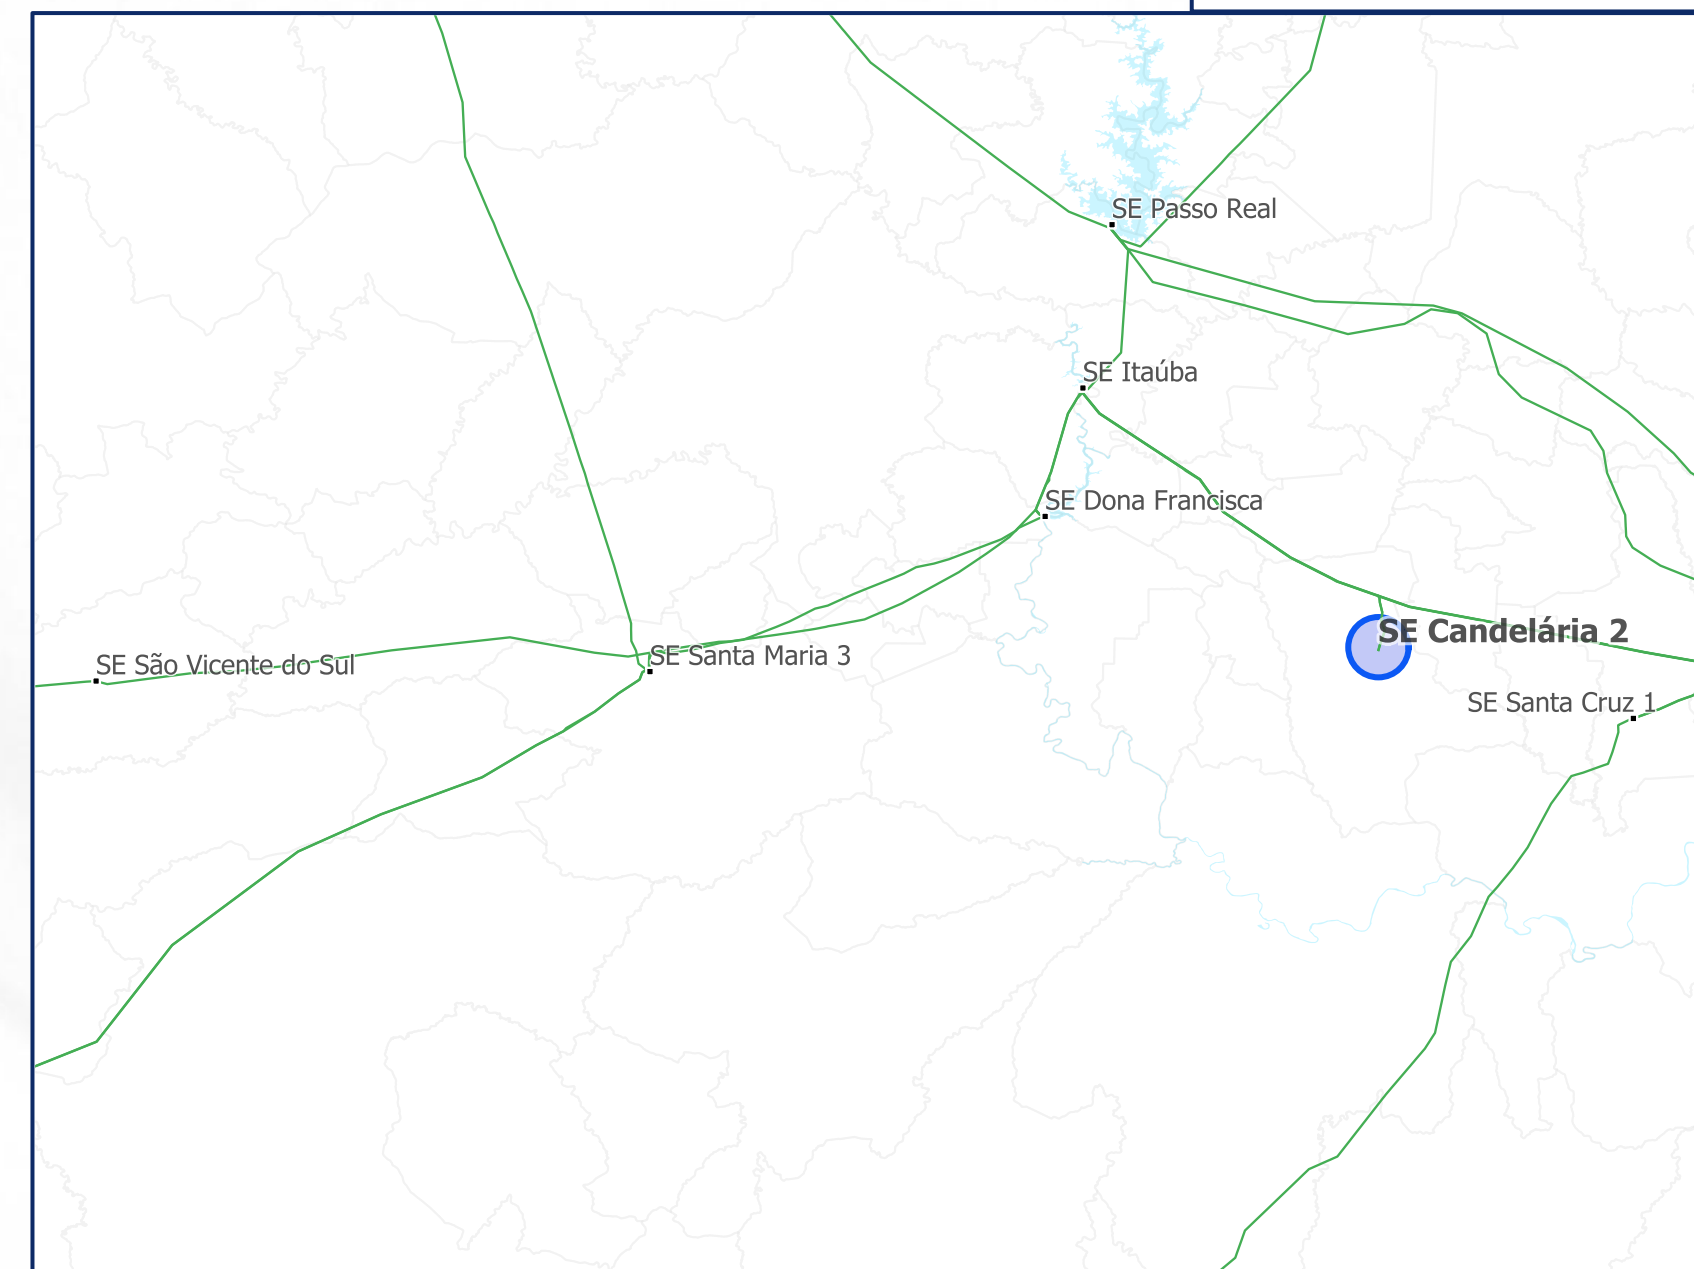 SE Passo Real
SE Itaúba
SE Dona Francisca
SE Candelária 2
SE Santa Maria 3
SE São Vicente do Sul
SE Santa Cruz 1